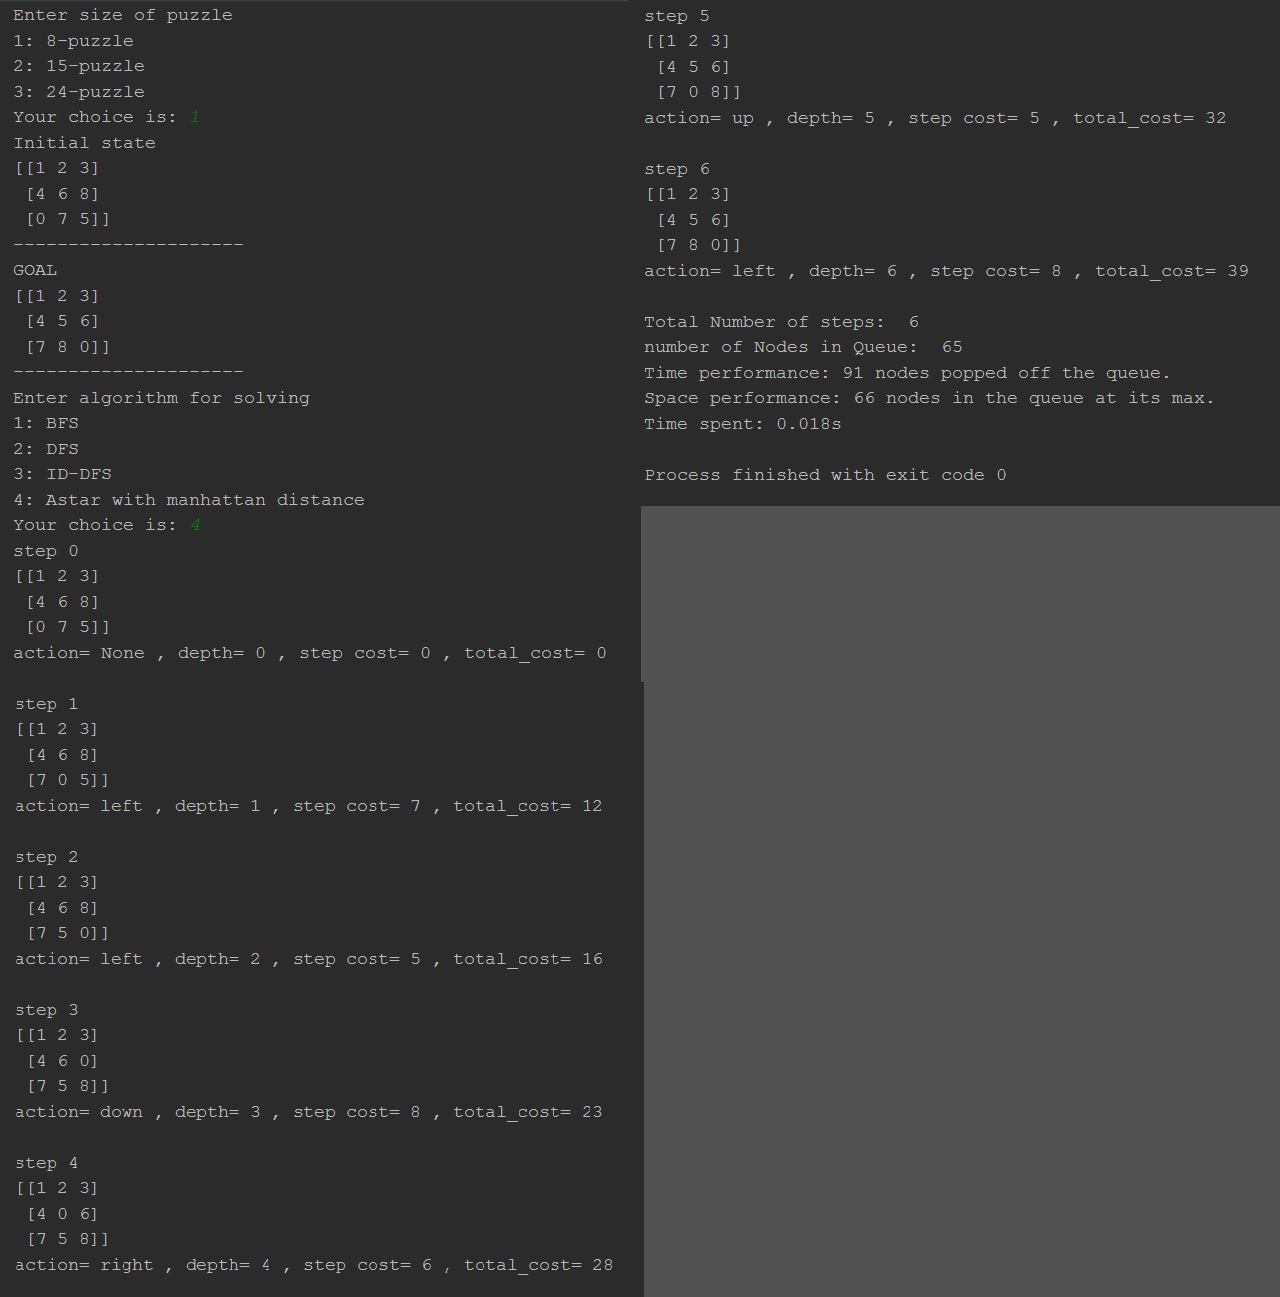 Enter size of puzzle
1: 8-puzzle
2: 15-puzzle
3: 24-puzzle
Your choice is: 1
Initial state
[[1 2 3]
 [4 6 8]
 [0 7 5]]
---------------------
GOAL
[[1 2 3]
 [4 5 6]
 [7 8 0]]
---------------------
Enter algorithm for solving
1: BFS
2: DFS
3: ID-DFS
4: Astar with manhattan distance
Your choice is: 4
step 0
[[1 2 3]
 [4 6 8]
 [0 7 5]]
action= None , depth= 0 , step cost= 0 , total_cost= 0

step 1
[[1 2 3]
 [4 6 8]
 [7 0 5]]
action= left , depth= 1 , step cost= 7 , total_cost= 12

step 2
[[1 2 3]
 [4 6 8]
 [7 5 0]]
action= left , depth= 2 , step cost= 5 , total_cost= 16

step 3
[[1 2 3]
 [4 6 0]
 [7 5 8]]
action= down , depth= 3 , step cost= 8 , total_cost= 23

step 4
[[1 2 3]
 [4 0 6]
 [7 5 8]]
action= right , depth= 4 , step cost= 6 , total_cost= 28

step 5
[[1 2 3]
 [4 5 6]
 [7 0 8]]
action= up , depth= 5 , step cost= 5 , total_cost= 32

step 6
[[1 2 3]
 [4 5 6]
 [7 8 0]]
action= left , depth= 6 , step cost= 8 , total_cost= 39

Total Number of steps:  6
number of Nodes in Queue:  65
Time performance: 91 nodes popped off the queue.
Space performance: 66 nodes in the queue at its max.
Time spent: 0.018s

Process finished with exit code 0